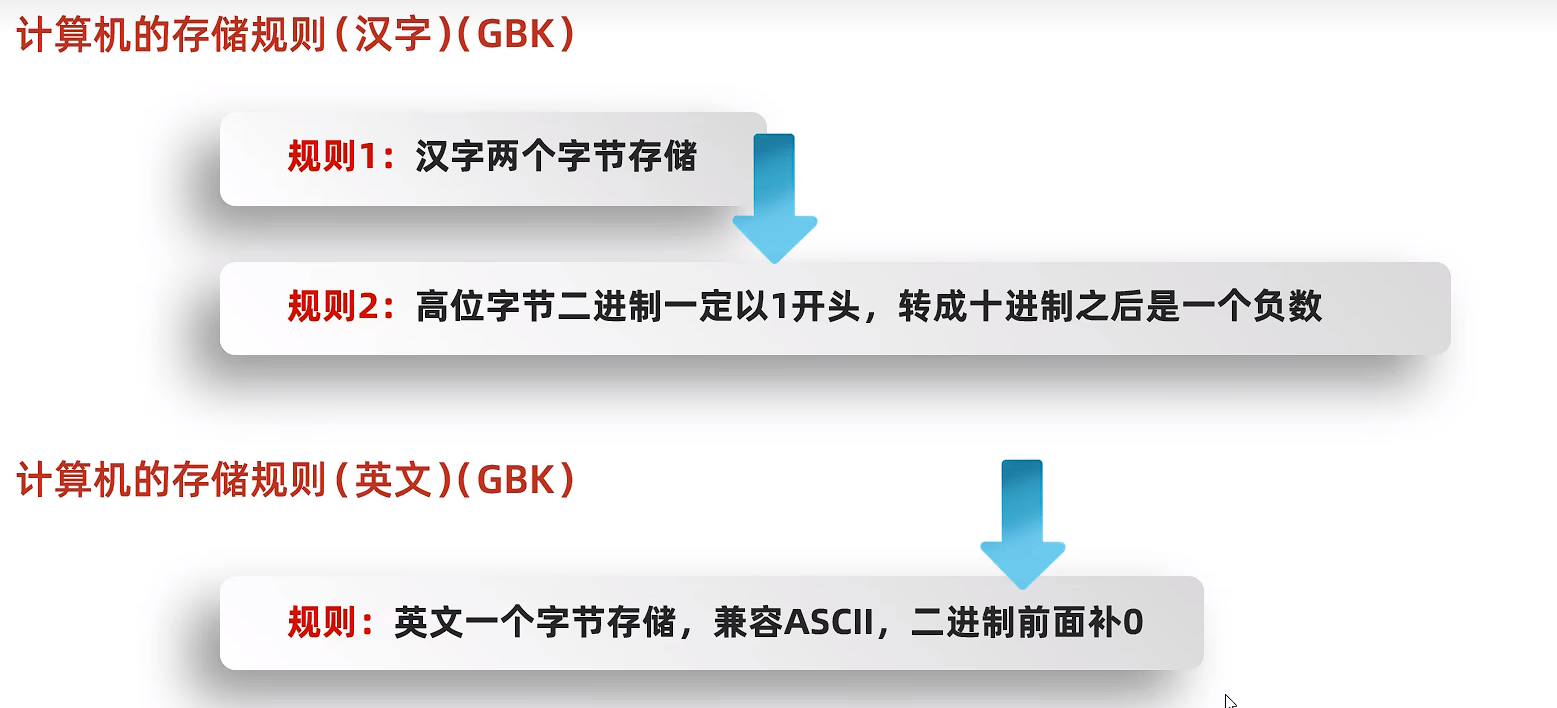 计算机的存储规则(汉字)(GBK)
规则1：汉字两个字节存储
规则2：高位字节二进制一定以1开头，转成十进制之后是一个负数
计算机的存储规则(英文)(GBK)
规则：英文一个字节存储，兼容ASCII，二进制前面补0